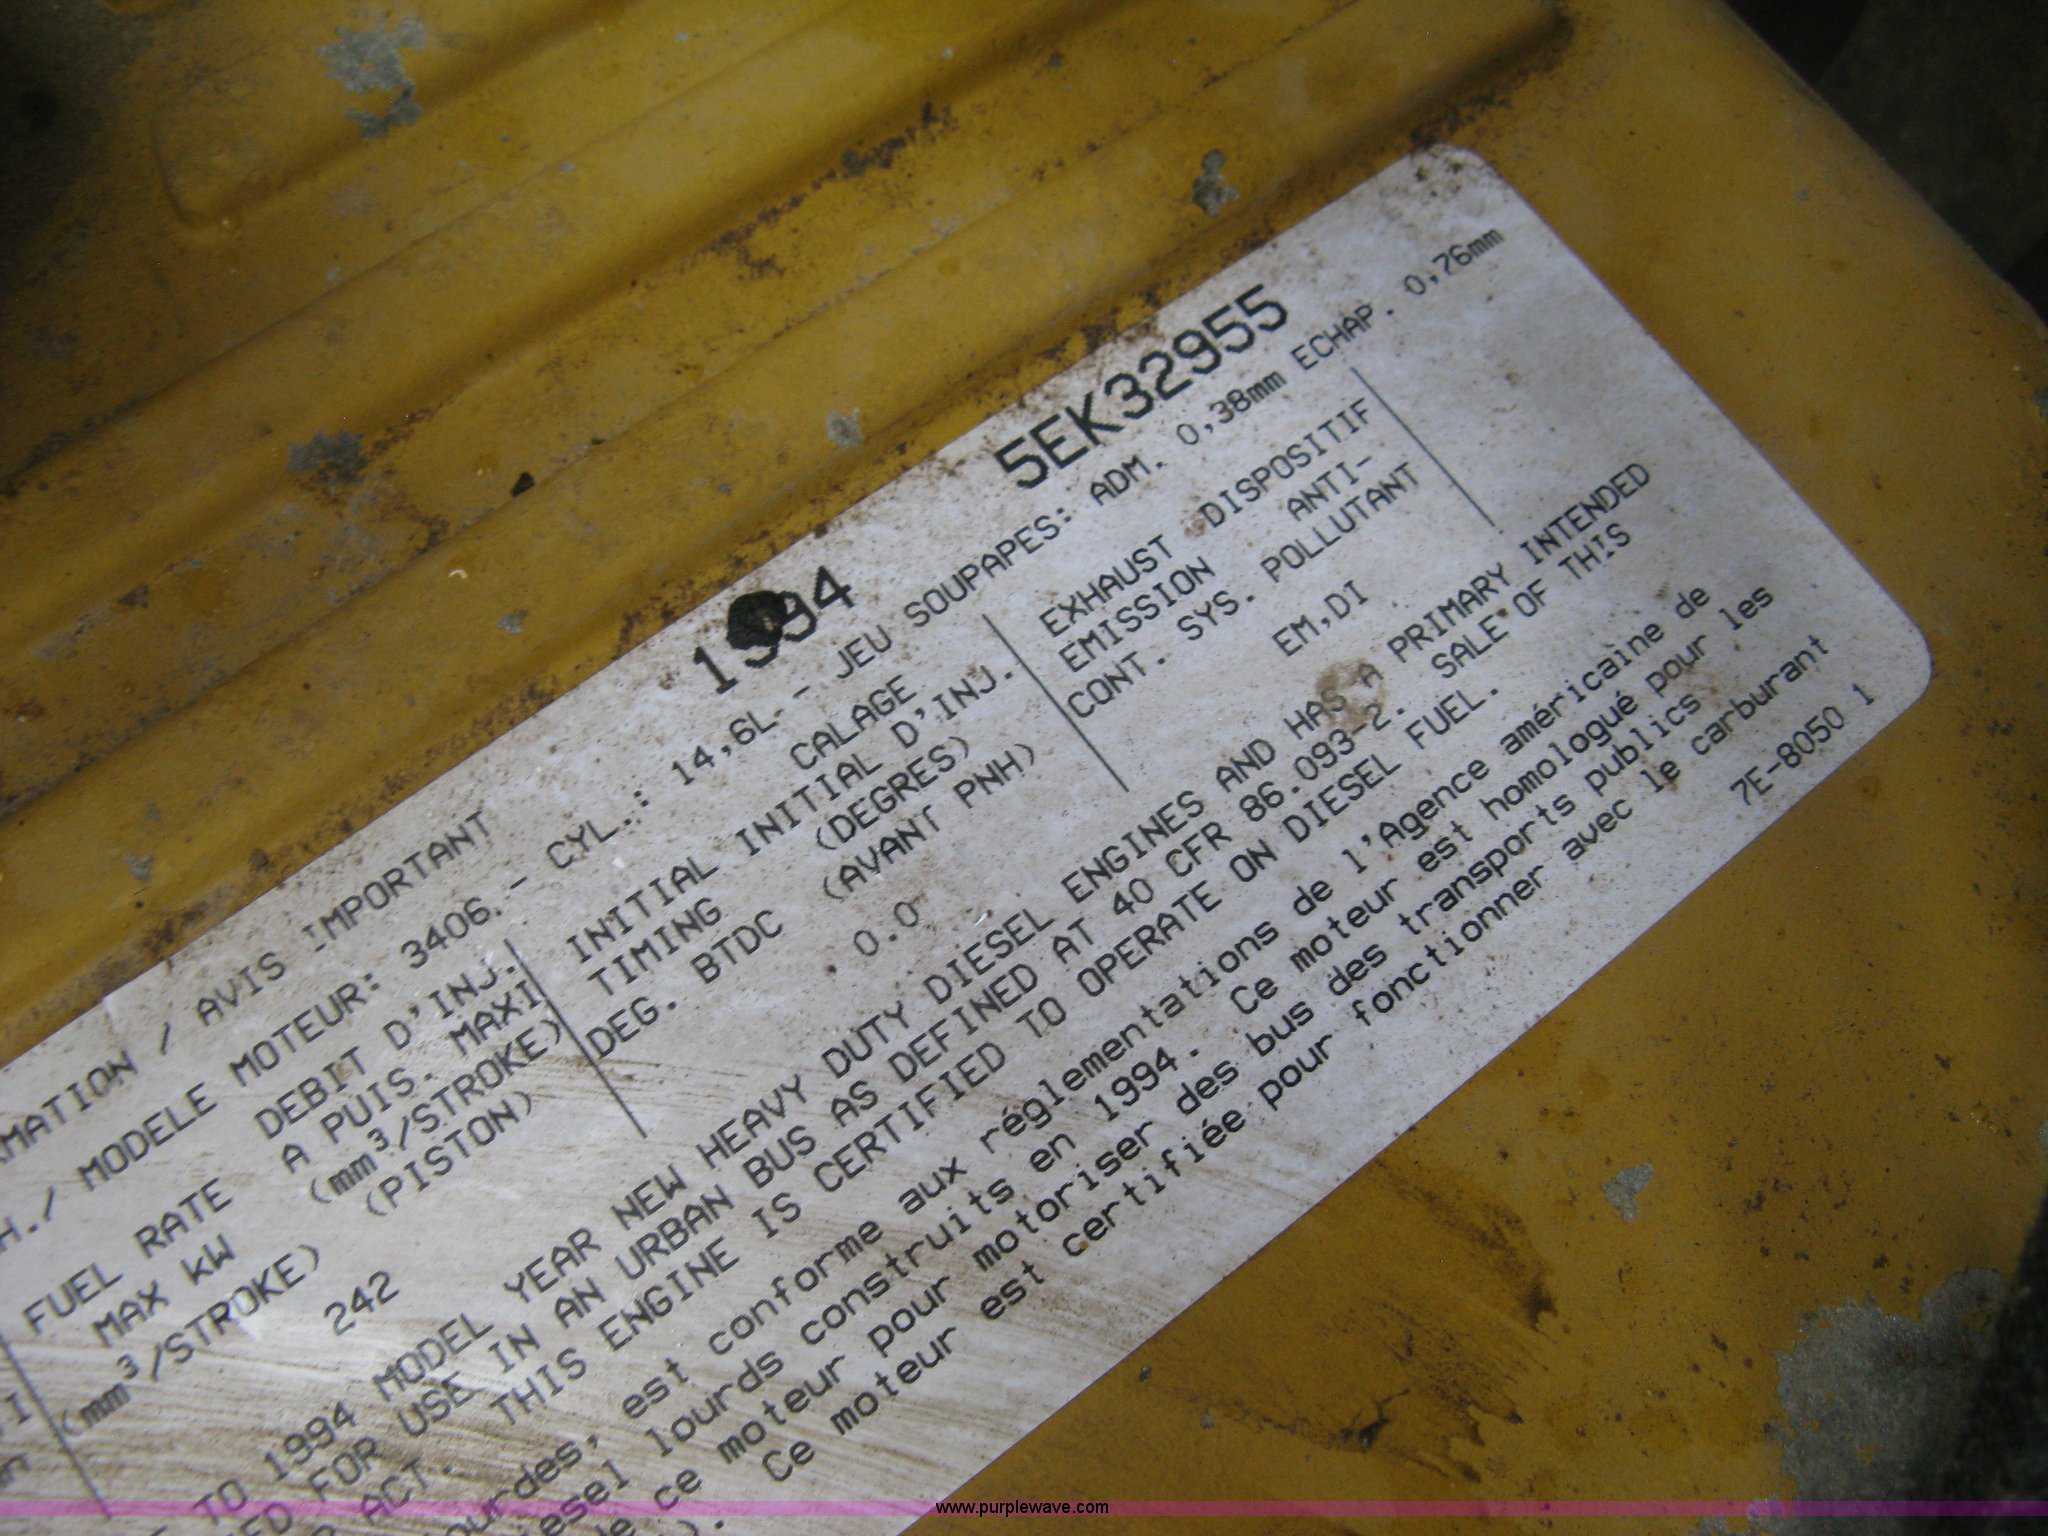 1994 5EK32955
AVIS IMPORTANT
/ MODELE MOTEUR: 3406 - CYL.: 14,6L - JEU SOUPAPES: ADM. 0,38mm ECHAP. 0,76mm
FUEL RATE DEBIT D'INJ. INITIAL CALAGE EXHAUST DISPOSITIF
MAX kW A PUIS. MAXI TIMING INITIAL D'INJ. EMISSION ANTI-
(mm³/STROKE) (mm³/STROKE) DEG. BTDC (DEGRES) CONT. SYS. POLLUTANT
(PISTON) (AVANT PNH)
242 0.0 EM,DI
TO 1994 MODEL YEAR NEW HEAVY DUTY DIESEL ENGINES AND HAS A PRIMARY INTENDED
FOR USE IN AN URBAN BUS AS DEFINED AT 40 CFR 86.093-2. SALE OF THIS
ACT. THIS ENGINE IS CERTIFIED TO OPERATE ON DIESEL FUEL.
est conforme aux réglementations de l'Agence américaine de
lourds construits en 1994. Ce moteur est homologué pour les
ce moteur pour motoriser des bus des transports publics
Ce moteur est certifiée pour fonctionner avec le carburant
7E-8050 1
www.purplewave.com